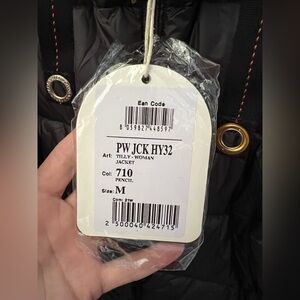 Ean Code
8 059827 448597
PW JCK HY32
Art: TILLY - WOMAN
JACKET
Col: 710
PENCIL
Size: M
2 500040 424715